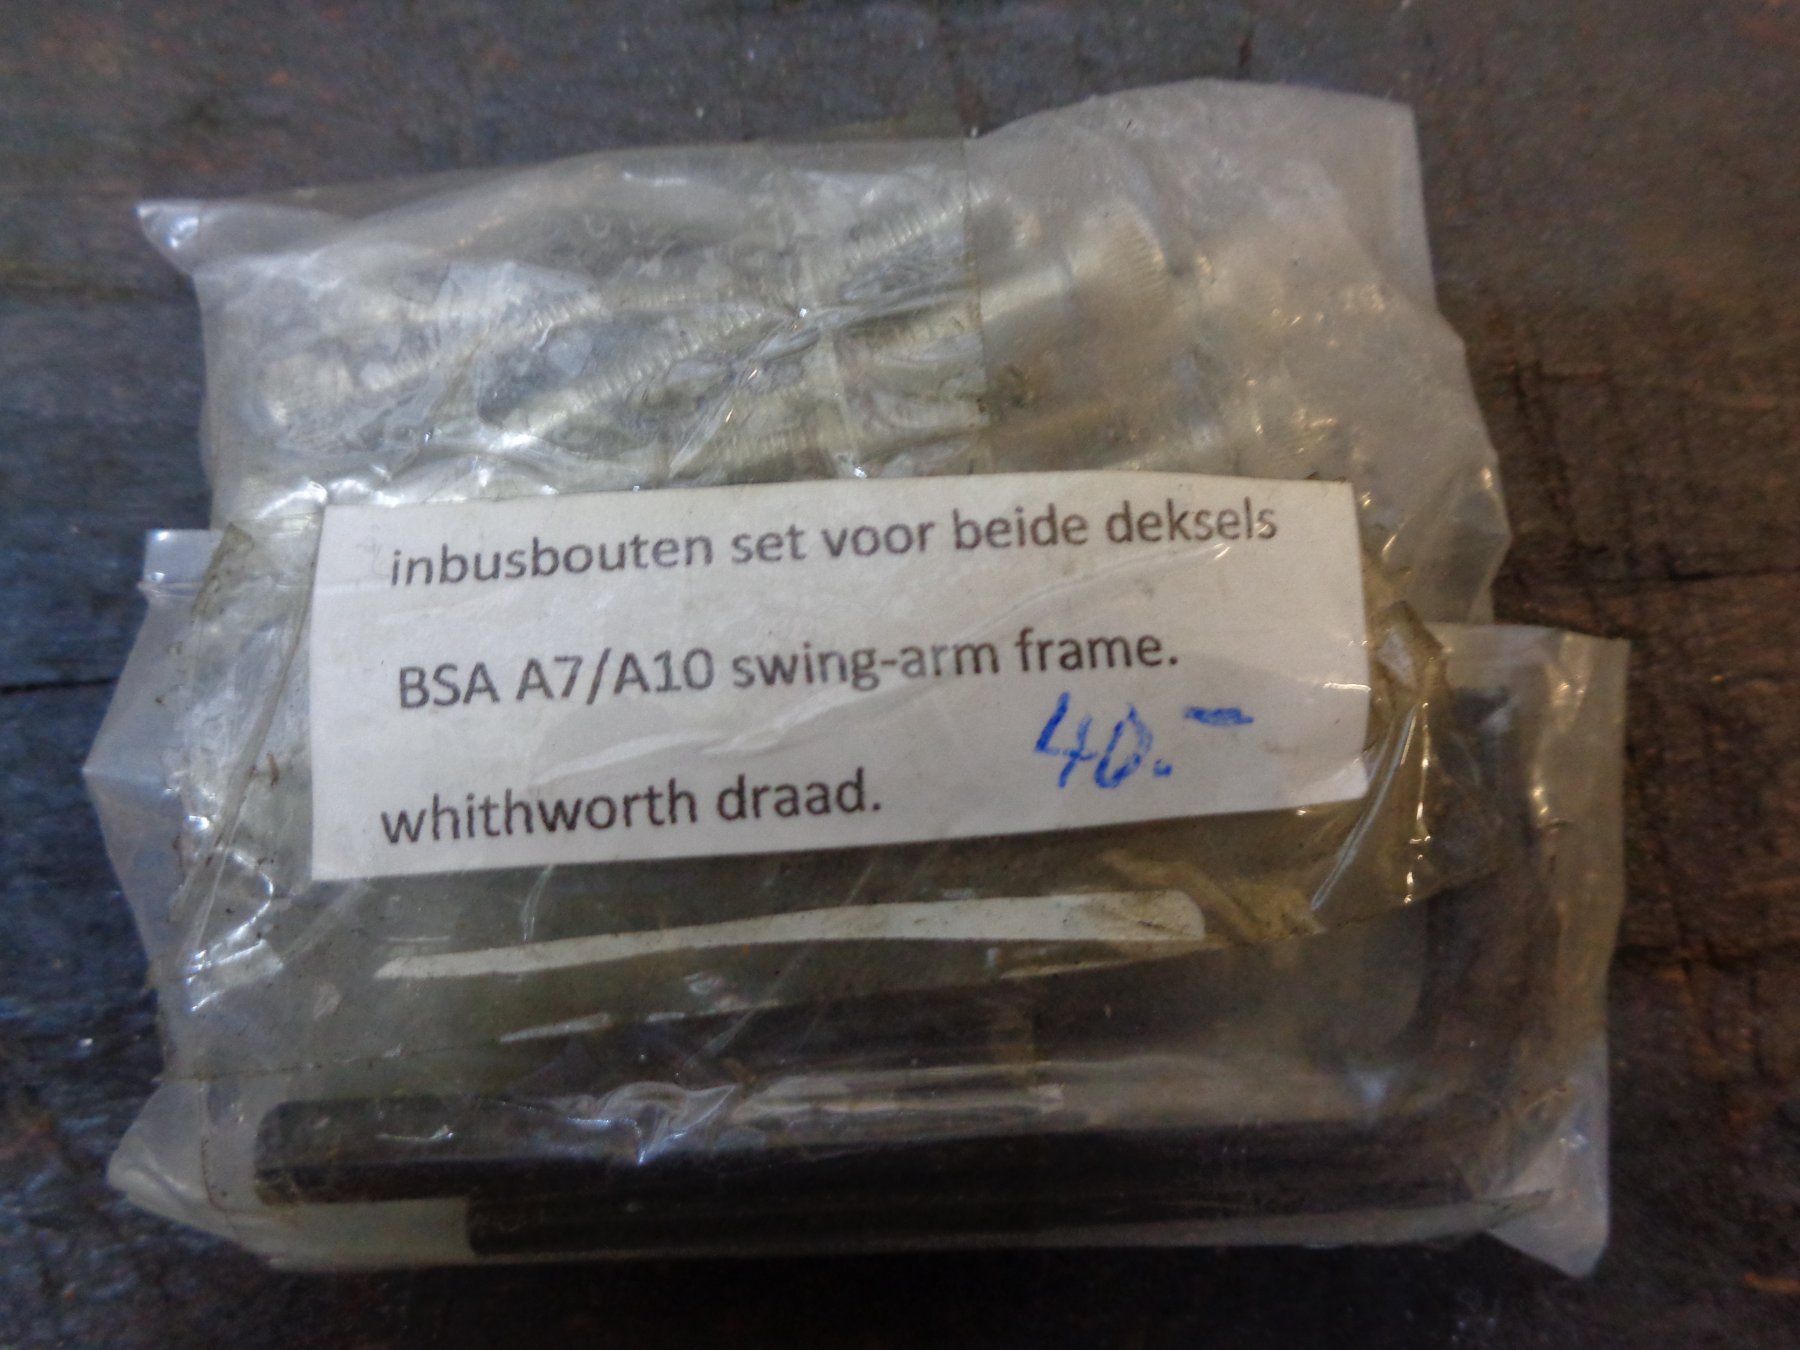 inbusbouten set voor beide deksels
BSA A7/A10 swing-arm frame.
40.-
whithworth draad.